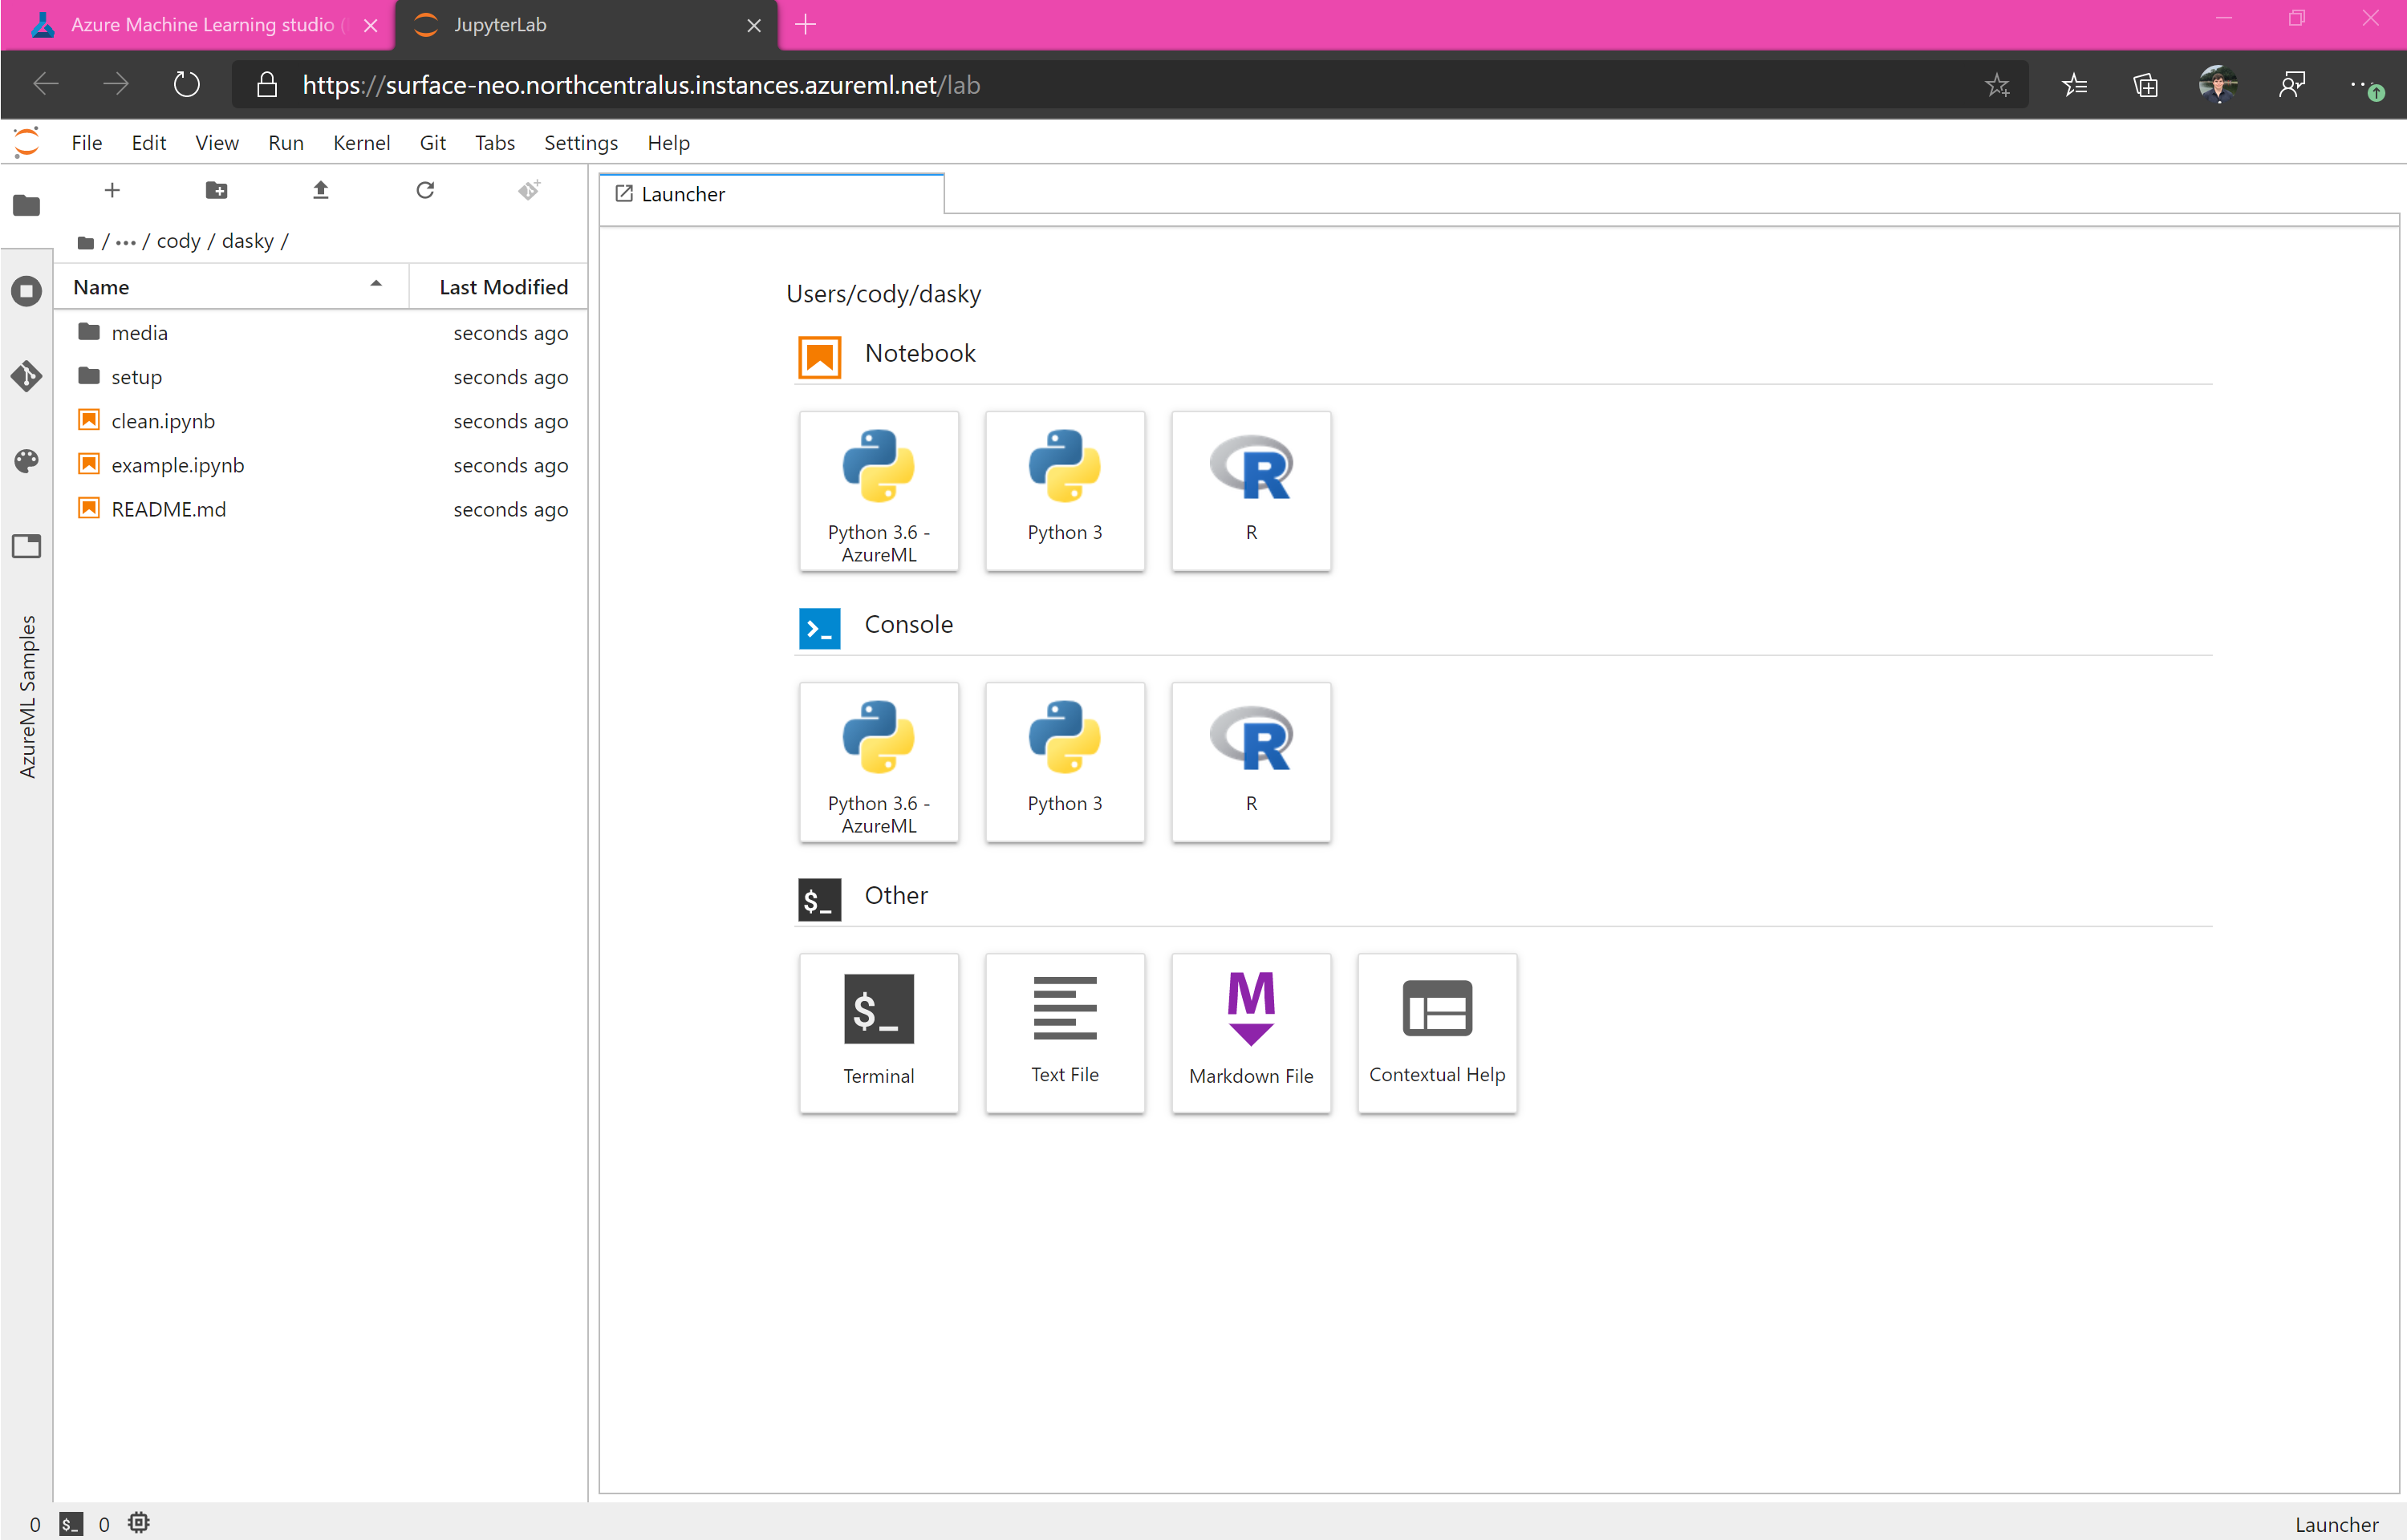 Azure Machine Learning studio (
JupyterLab
https://surface-neo.northcentralus.instances.azureml.net/lab
File Edit View Run Kernel Git Tabs Settings Help
/ ••• / cody / dasky /
Name Last Modified
media seconds ago
setup seconds ago
clean.ipynb seconds ago
example.ipynb seconds ago
README.md seconds ago
AzureML Samples
Launcher
Users/cody/dasky
Notebook
Python 3.6 -
AzureML
Python 3
R
>_ Console
Python 3.6 -
AzureML
Python 3
R
$_ Other
$_
Terminal
Text File
M
Markdown File
Contextual Help
0 $_ 0
Launcher